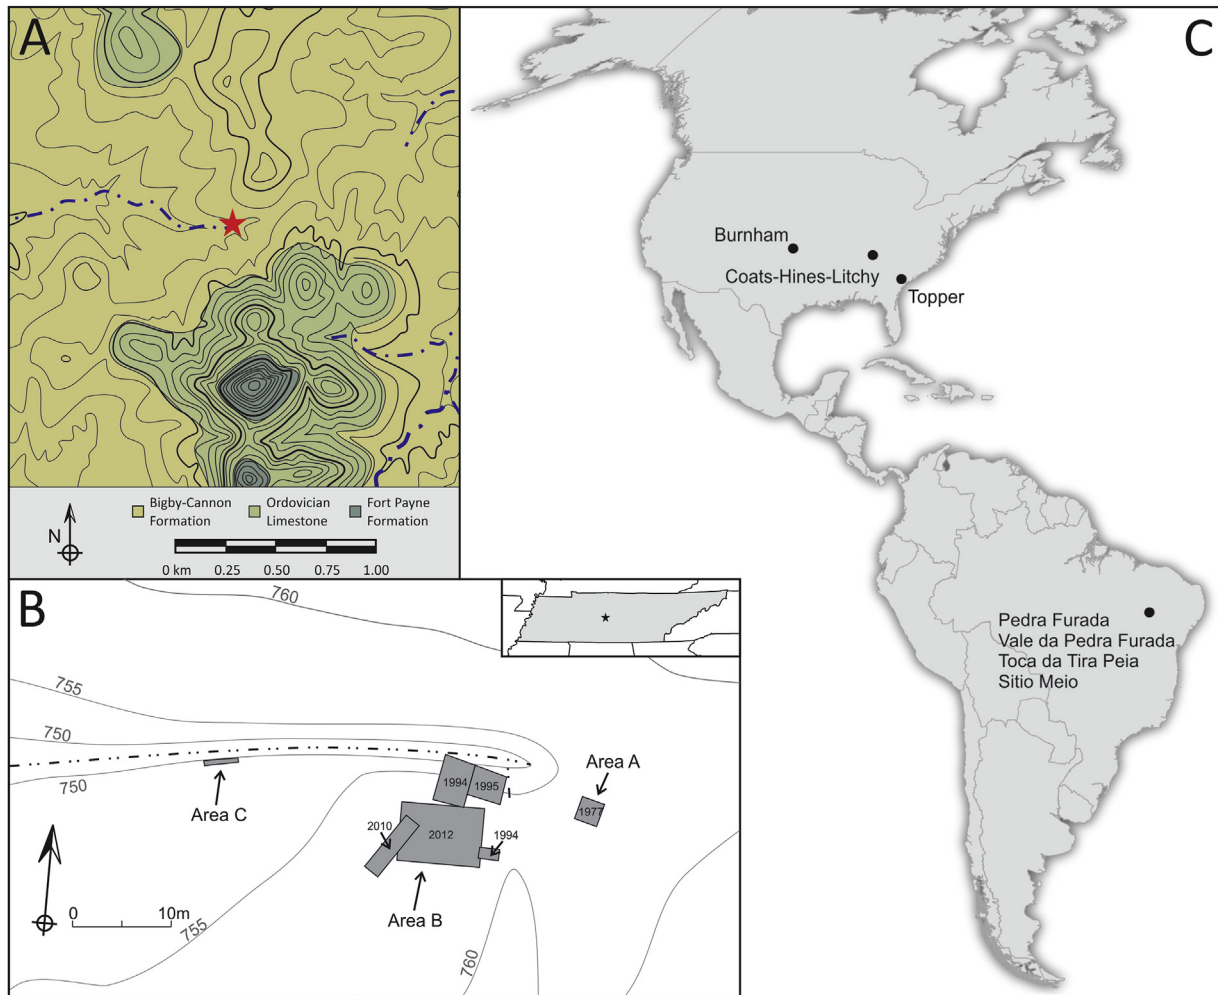 A
N
Bigby-Cannon
Formation
Ordovician
Limestone
Fort Payne
Formation
0 km 0.25 0.50 0.75 1.00
B
760
755
750
750
Area C
1994
1995
Area A
1977
2010
2012
1994
Area B
0 10m
755
760
C
Burnham
Coats-Hines-Litchy
Topper
Pedra Furada
Vale da Pedra Furada
Toca da Tira Peia
Sitio Meio